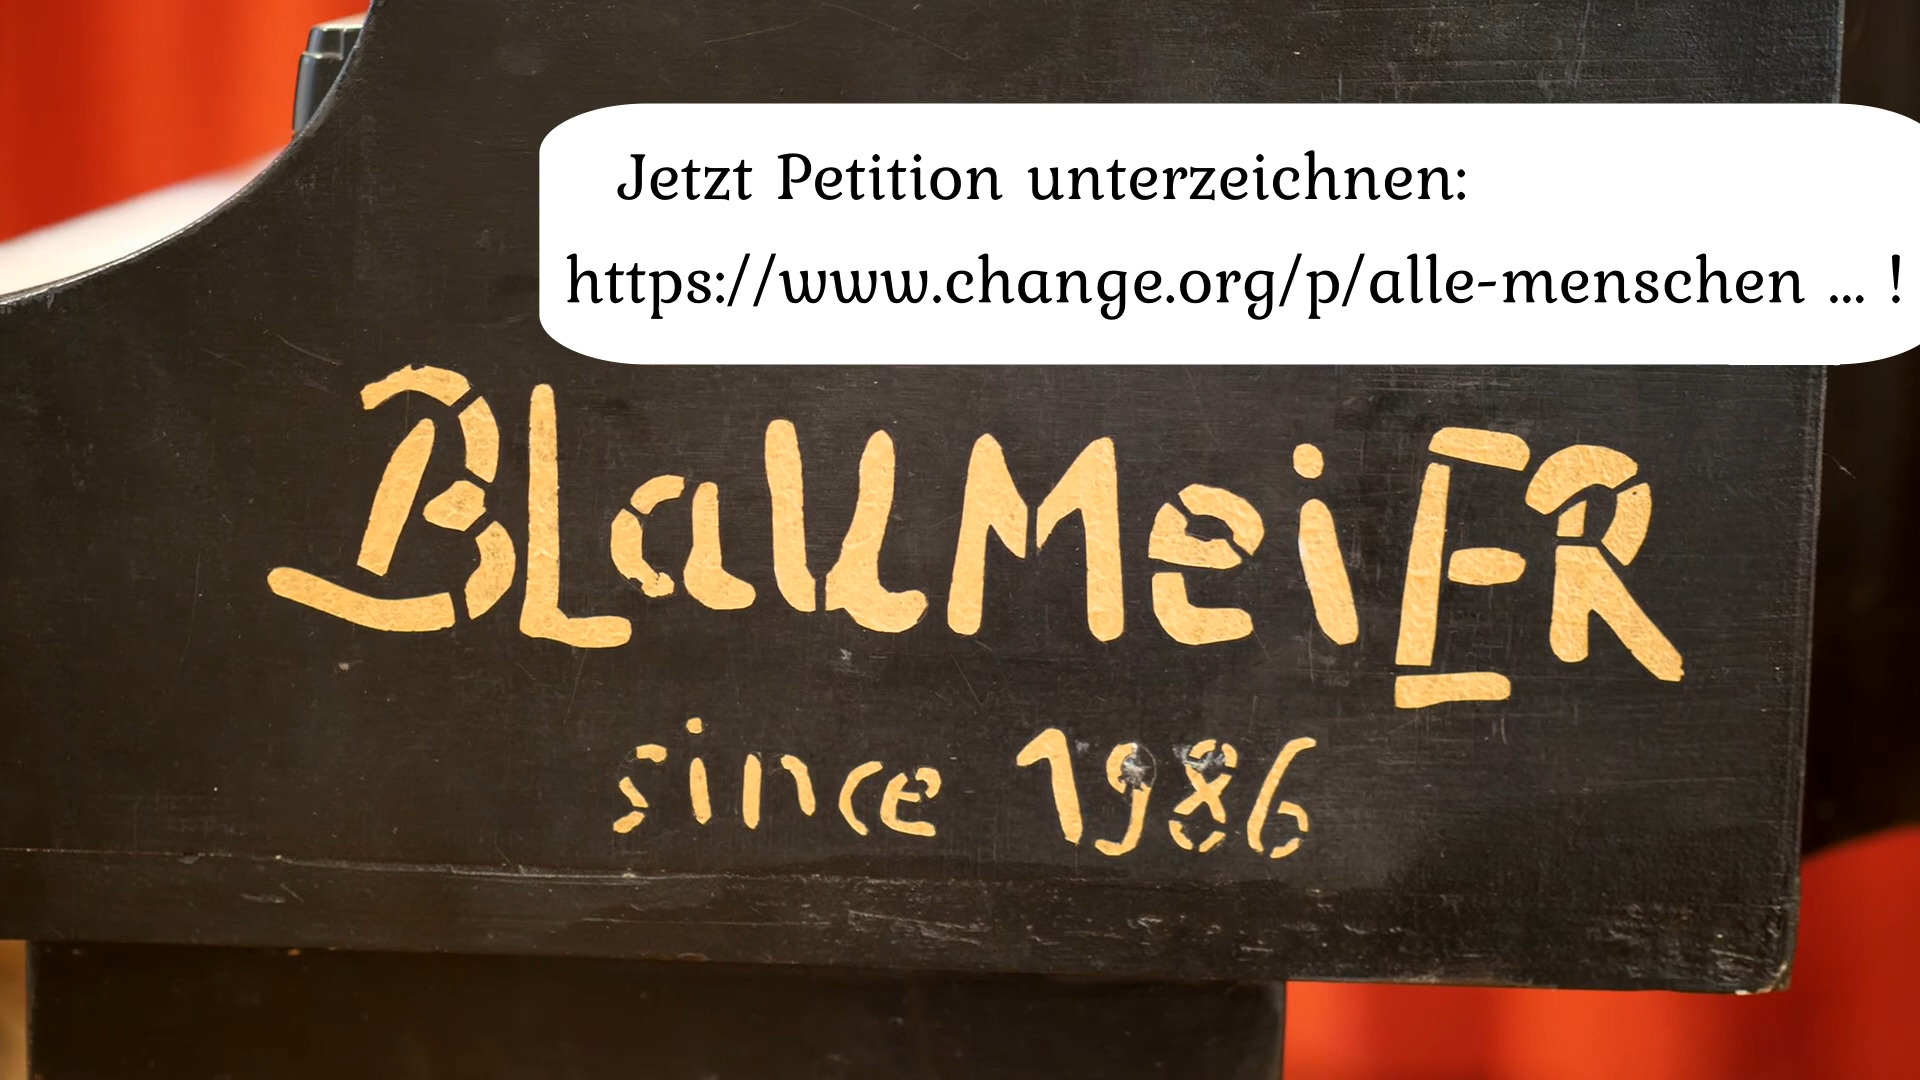 Jetzt Petition unterzeichnen:
https://www.change.org/p/alle-menschen ... !
BLauMeiER
since 1986